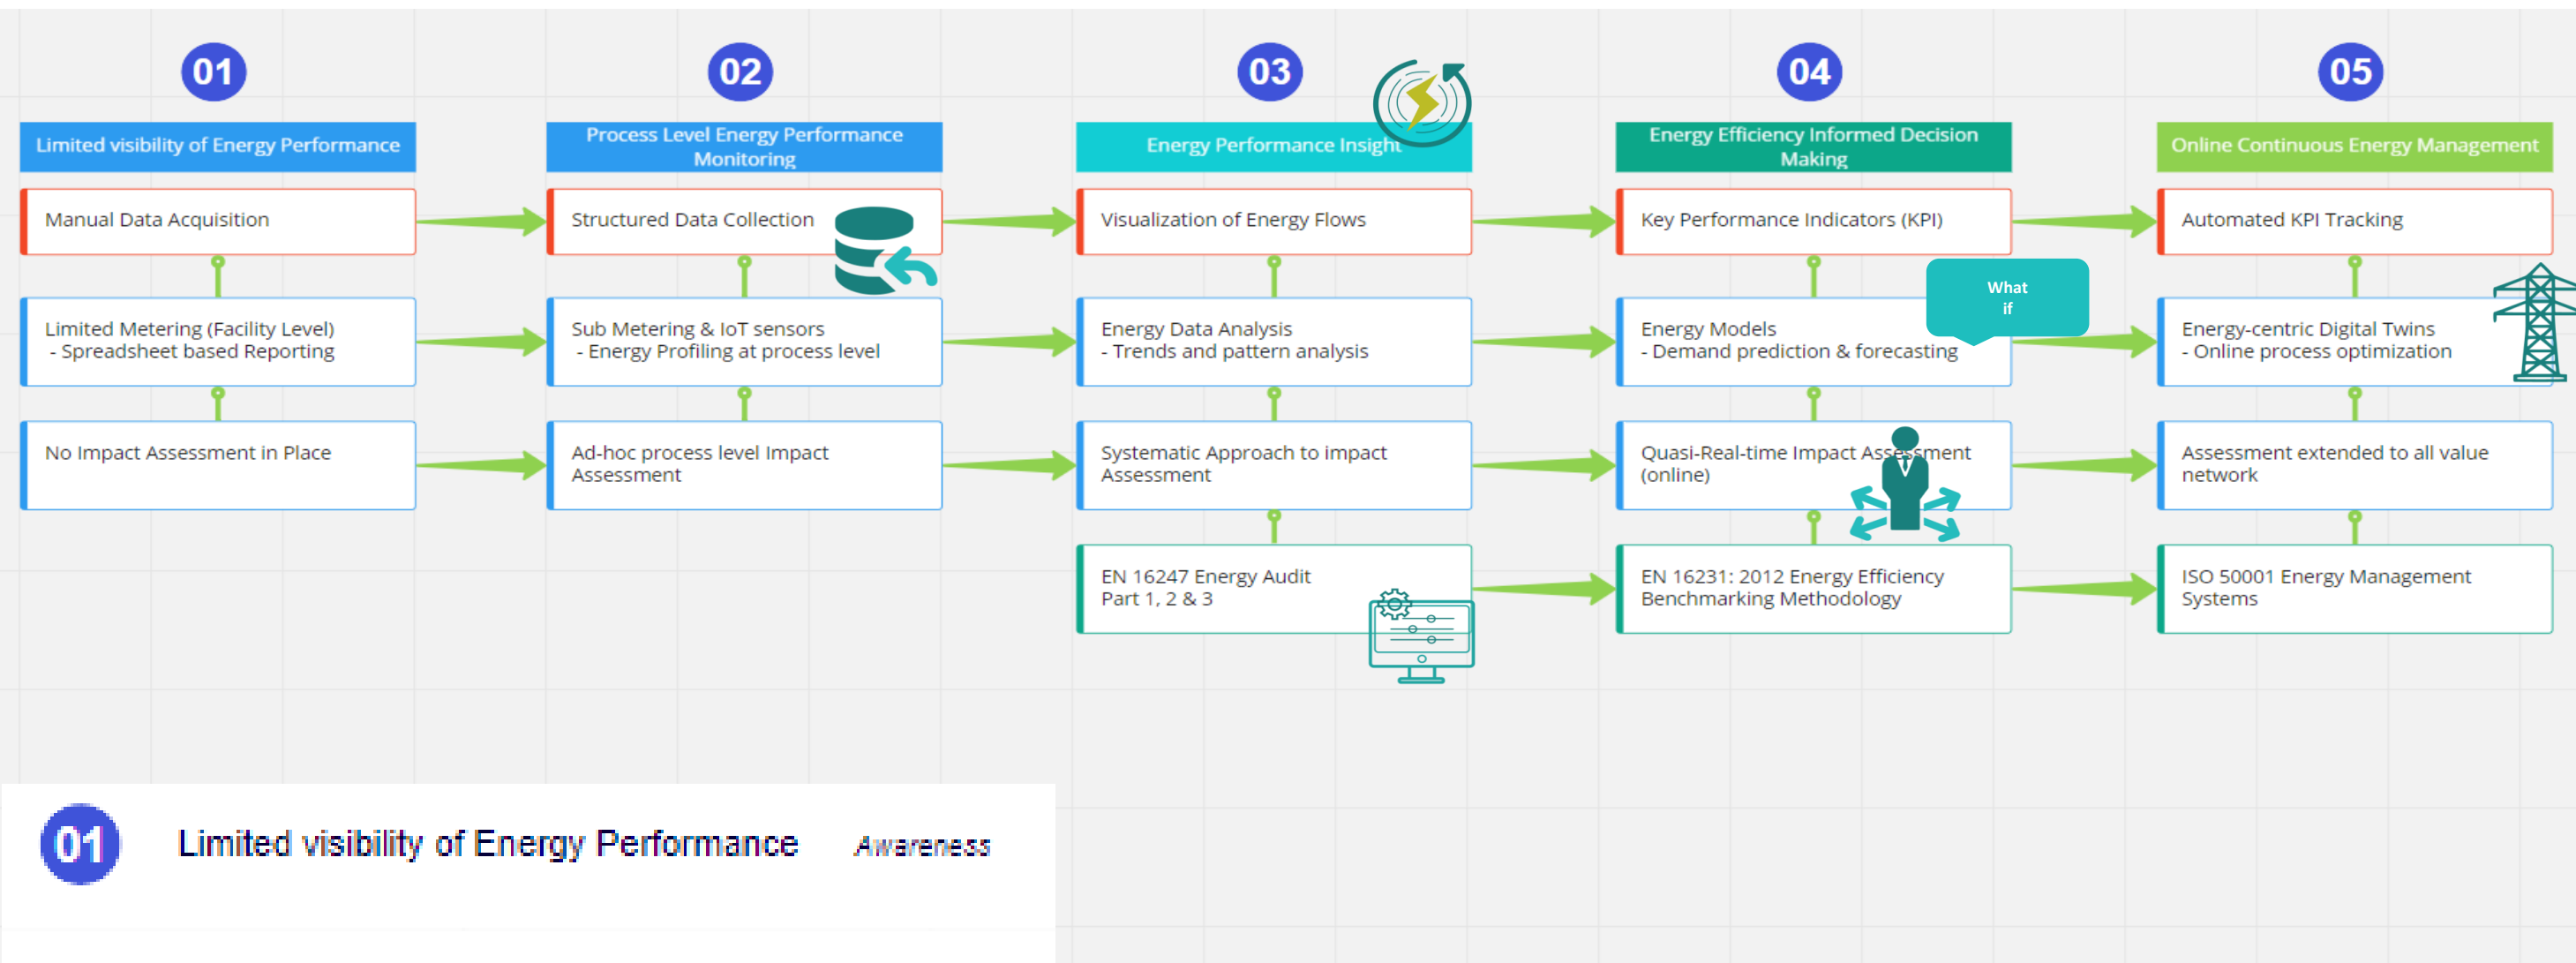 01
Limited visibility of Energy Performance
Manual Data Acquisition
Limited Metering (Facility Level)
- Spreadsheet based Reporting
No Impact Assessment in Place
02
Process Level Energy Performance
Monitoring
Structured Data Collection
Sub Metering & IoT sensors
- Energy Profiling at process level
Ad-hoc process level Impact
Assessment
03
Energy Performance Insight
Visualization of Energy Flows
Energy Data Analysis
- Trends and pattern analysis
Systematic Approach to impact
Assessment
EN 16247 Energy Audit
Part 1, 2 & 3
04
Energy Efficiency Informed Decision
Making
Key Performance Indicators (KPI)
What
if
Energy Models
- Demand prediction & forecasting
Quasi-Real-time Impact Assessment
(online)
EN 16231: 2012 Energy Efficiency
Benchmarking Methodology
05
Online Continuous Energy Management
Automated KPI Tracking
Energy-centric Digital Twins
- Online process optimization
Assessment extended to all value
network
ISO 50001 Energy Management
Systems
01 Limited visibility of Energy Performance Awareness